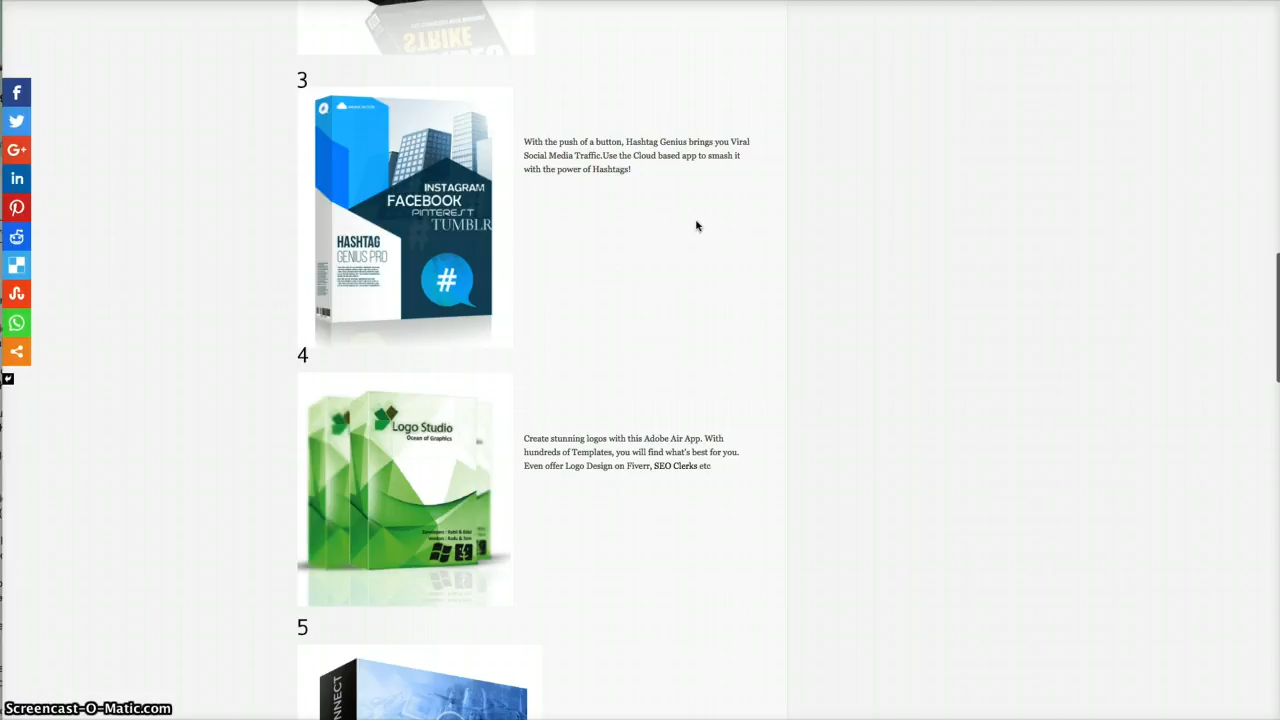 STRIKE
3
With the push of a button, Hashtag Genius brings you Viral
Social Media Traffic.Use the Cloud based app to smash it
with the power of Hashtags!
INSTAGRAM
FACEBOOK
PINTEREST
TUMBLR
HASHTAG
GENIUS PRO
#
4
Logo Studio
Ocean of Graphics
Create stunning logos with this Adobe Air App. With
hundreds of Templates, you will find what's best for you.
Even offer Logo Design on Fiverr, SEO Clerks etc
5
Screencast-O-Matic.com